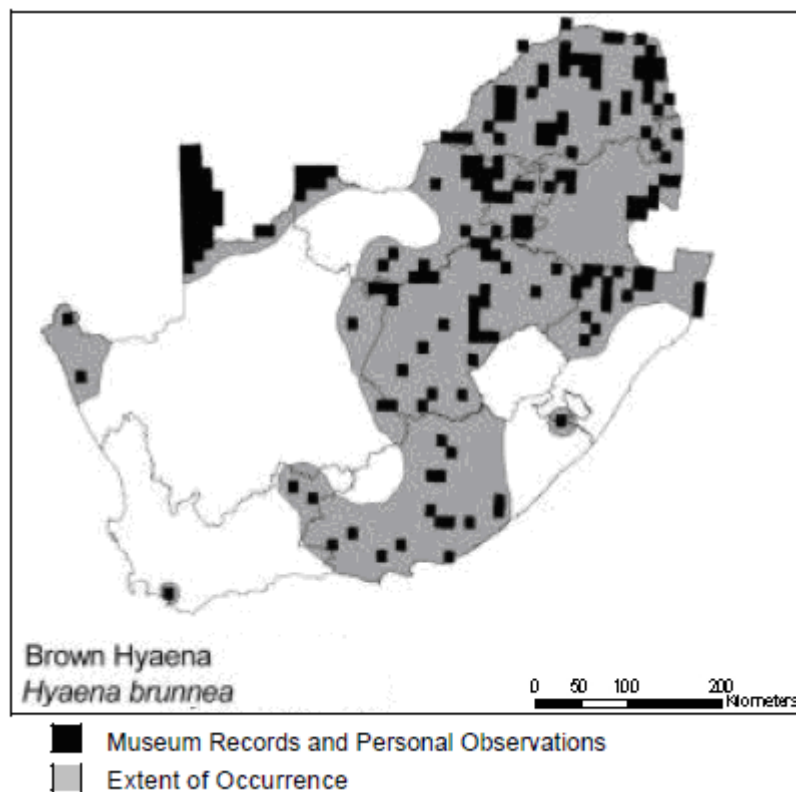 Brown Hyaena
Hyaena brunnea
0 50 100 200
Kilometers
Museum Records and Personal Observations
Extent of Occurrence